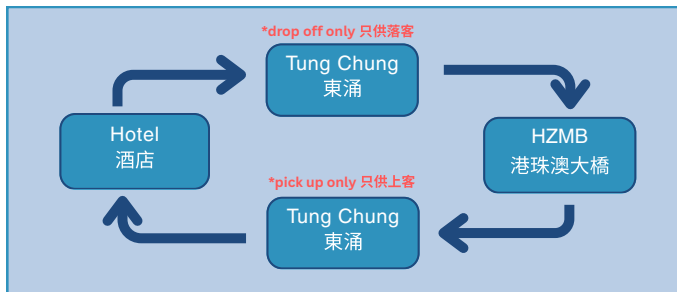 *drop off only 只供落客
Tung Chung
東涌
Hotel
酒店
HZMB
港珠澳大橋
*pick up only 只供上客
Tung Chung
東涌